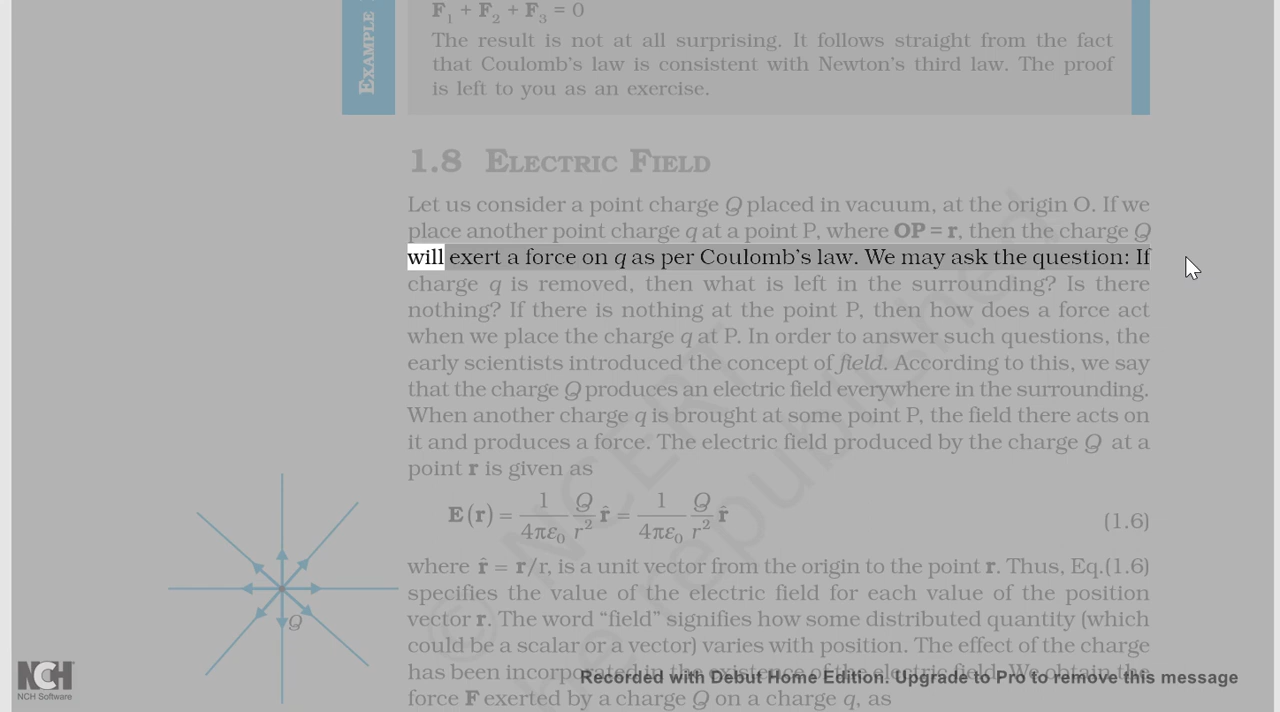 F₁ + F₂ + F₃ = 0
The result is not at all surprising. It follows straight from the fact
that Coulomb's law is consistent with Newton's third law. The proof
is left to you as an exercise.
EXAMPLE
1.8 ELECTRIC FIELD
Let us consider a point charge Q placed in vacuum, at the origin O. If we
place another point charge q at a point P, where OP = r, then the charge Q
will exert a force on q as per Coulomb's law. We may ask the question: If
charge q is removed, then what is left in the surrounding? Is there
nothing? If there is nothing at the point P, then how does a force act
when we place the charge q at P. In order to answer such questions, the
early scientists introduced the concept of field. According to this, we say
that the charge Q produces an electric field everywhere in the surrounding.
When another charge q is brought at some point P, the field there acts on
it and produces a force. The electric field produced by the charge Q at a
point r is given as
E(r) = 1/4πε₀ Q/r² r̂ = 1/4πε₀ Q/r² r̂ (1.6)
where r̂ = r/r, is a unit vector from the origin to the point r. Thus, Eq.(1.6)
specifies the value of the electric field for each value of the position
vector r. The word “field” signifies how some distributed quantity (which
could be a scalar or a vector) varies with position. The effect of the charge
has been incorporated in the existence of the electric field. We obtain the
force F exerted by a charge Q on a charge q, as
Q
© NCERT
republished
NCH
NCH Software
Recorded with Debut Home Edition. Upgrade to Pro to remove this message